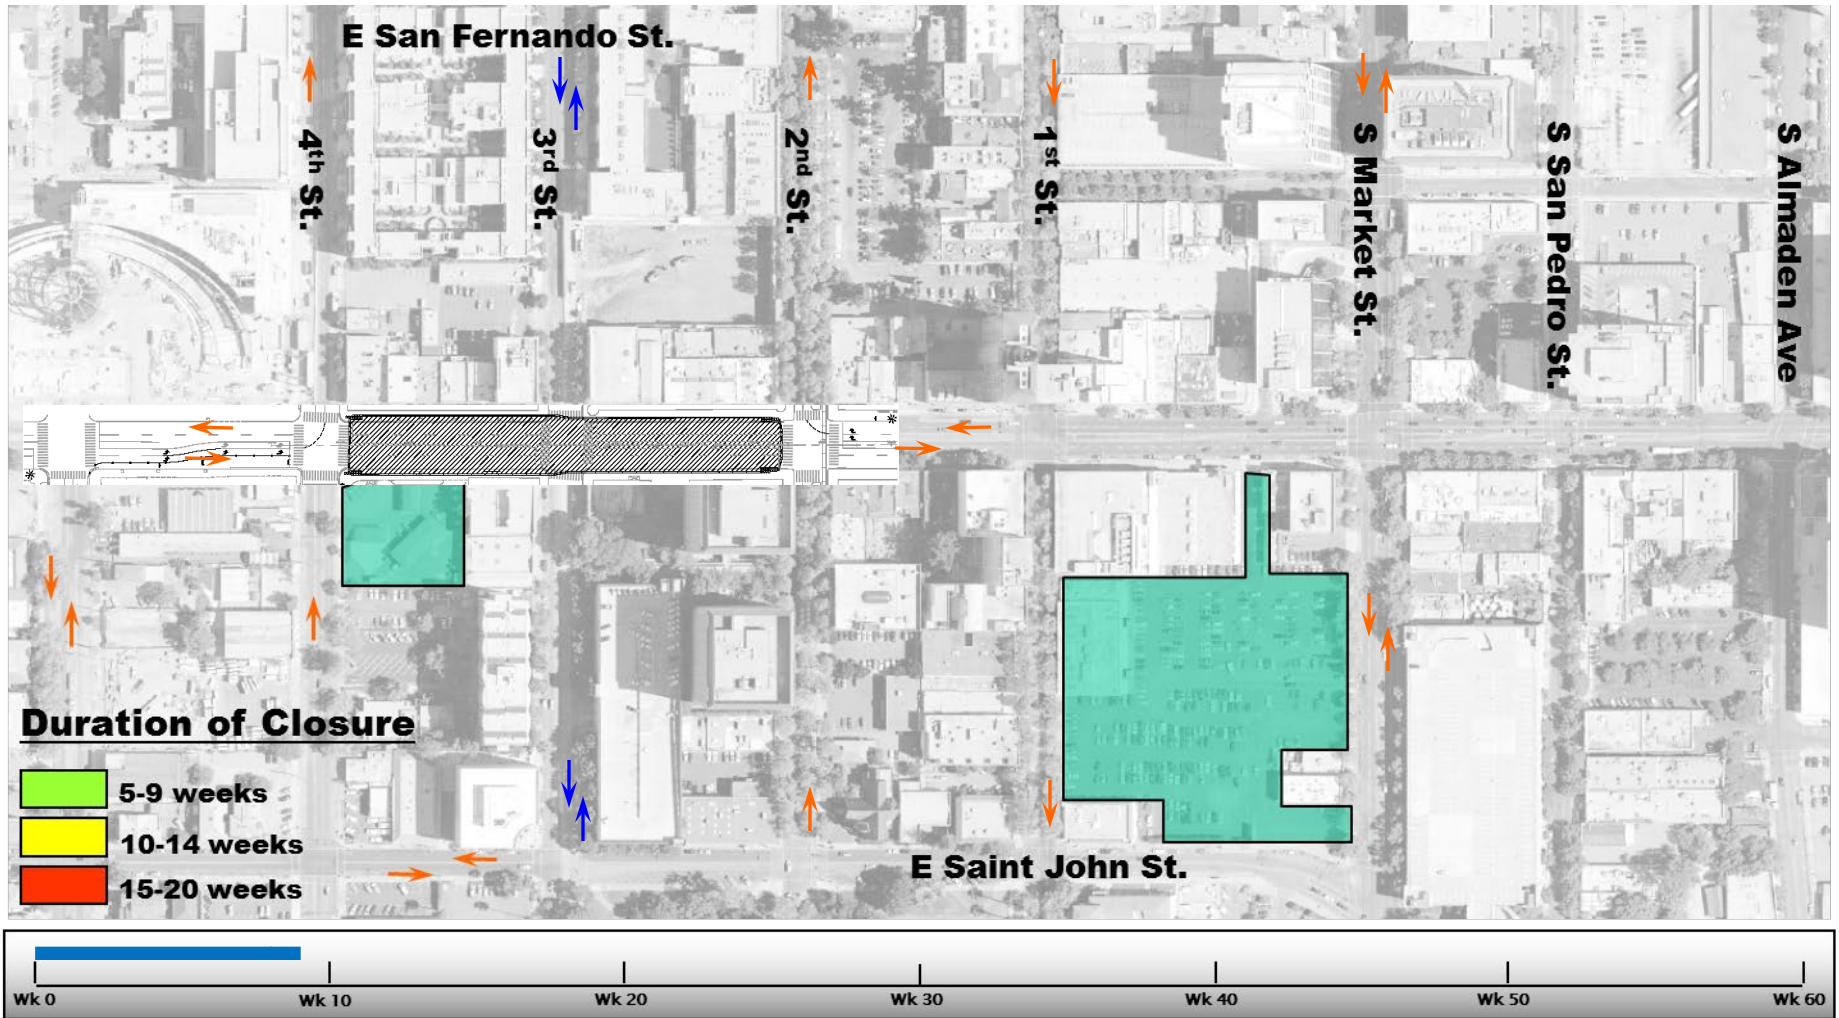 E San Fernando St.
4th St.
3rd St.
2nd St.
1st St.
S Market St.
S San Pedro St.
S Almaden Ave
Duration of Closure
5-9 weeks
10-14 weeks
15-20 weeks
E Saint John St.
Wk 0
Wk 10
Wk 20
Wk 30
Wk 40
Wk 50
Wk 60